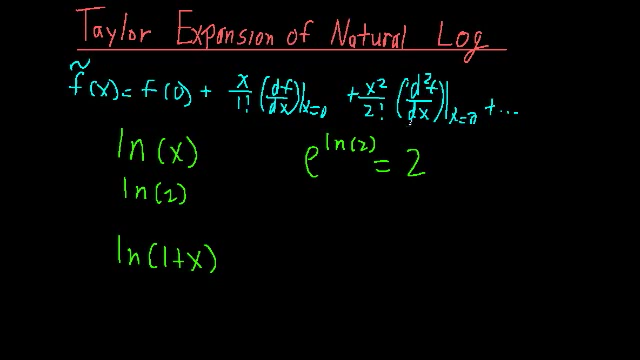 Taylor Expansion of Natural Log
f̃(x) = f(0) + x/1! (df/dx)|x=0 + x²/2! (d²f/dx)|x=0 + ...
ln(x) e^ln(2) = 2
ln(2)
ln(1+x)